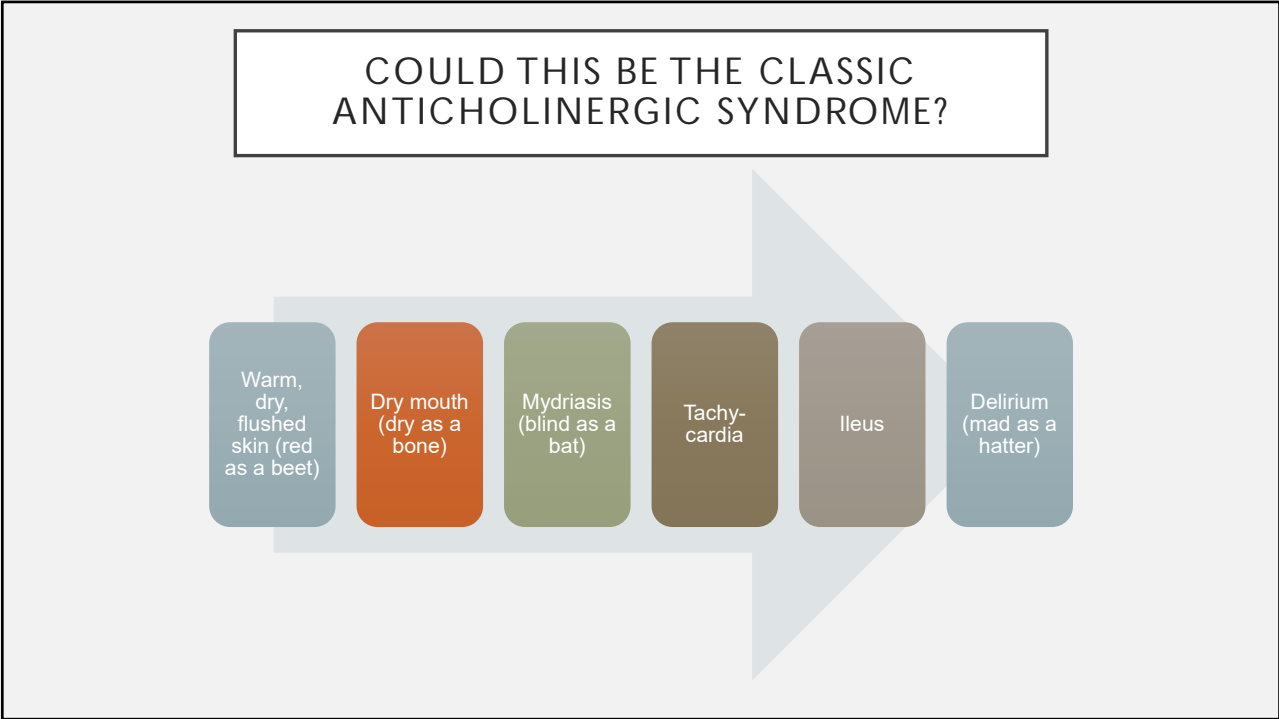 COULD THIS BE THE CLASSIC
ANTICHOLINERGIC SYNDROME?
Warm,
dry,
flushed
skin (red
as a beet)
Dry mouth
(dry as a
bone)
Mydriasis
(blind as a
bat)
Tachy-
cardia
Ileus
Delirium
(mad as a
hatter)